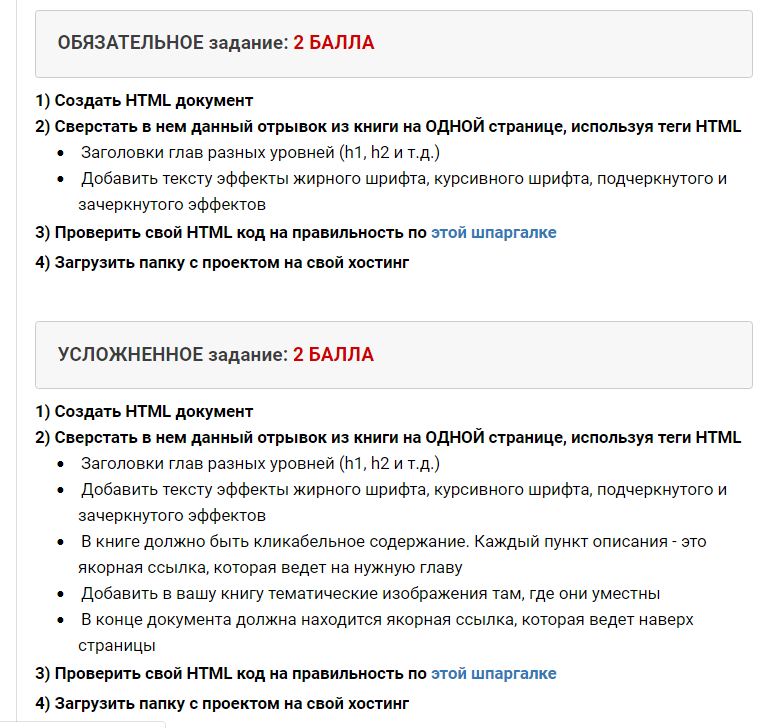 ОБЯЗАТЕЛЬНОЕ задание: 2 БАЛЛА
1) Создать HTML документ
2) Сверстать в нем данный отрывок из книги на ОДНОЙ странице, используя теги HTML
• Заголовки глав разных уровней (h1, h2 и т.д.)
• Добавить тексту эффекты жирного шрифта, курсивного шрифта, подчеркнутого и
зачеркнутого эффектов
3) Проверить свой HTML код на правильность по этой шпаргалке
4) Загрузить папку с проектом на свой хостинг
УСЛОЖНЕННОЕ задание: 2 БАЛЛА
1) Создать HTML документ
2) Сверстать в нем данный отрывок из книги на ОДНОЙ странице, используя теги HTML
• Заголовки глав разных уровней (h1, h2 и т.д.)
• Добавить тексту эффекты жирного шрифта, курсивного шрифта, подчеркнутого и
зачеркнутого эффектов
• В книге должно быть кликабельное содержание. Каждый пункт описания - это
якорная ссылка, которая ведет на нужную главу
• Добавить в вашу книгу тематические изображения там, где они уместны
• В конце документа должна находится якорная ссылка, которая ведет наверх
страницы
3) Проверить свой HTML код на правильность по этой шпаргалке
4) Загрузить папку с проектом на свой хостинг